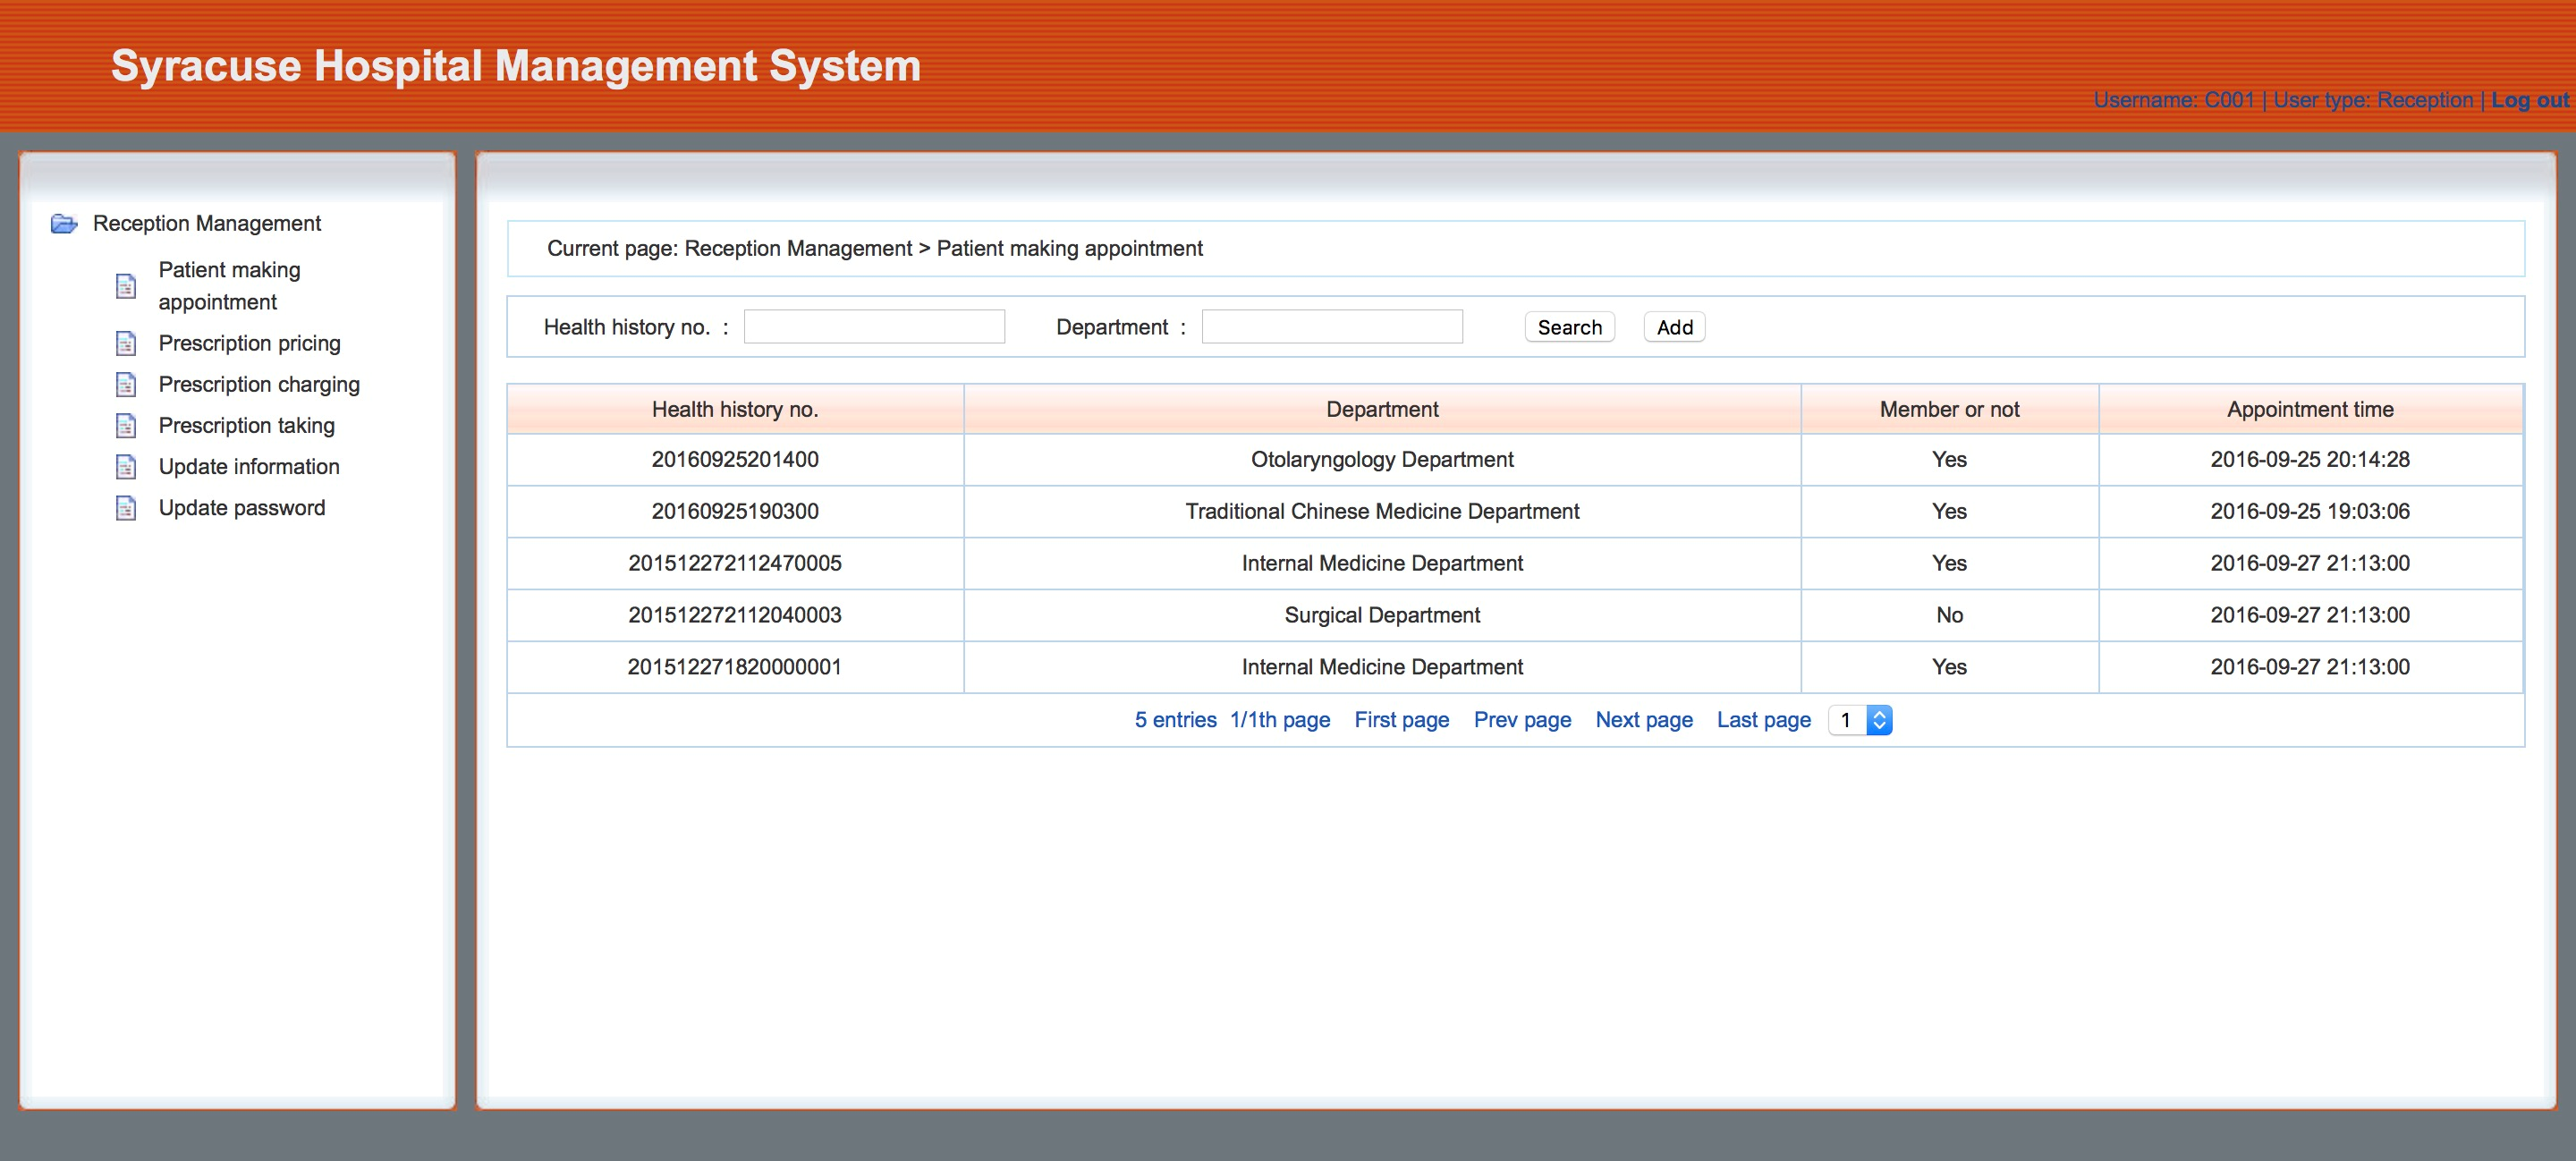 Syracuse Hospital Management System
Username: C001 | User type: Reception | Log out
Reception Management
Patient making
appointment
Prescription pricing
Prescription charging
Prescription taking
Update information
Update password
Current page: Reception Management > Patient making appointment
Health history no. : Department : Search Add
Health history no. Department Member or not Appointment time
20160925201400 Otolaryngology Department Yes 2016-09-25 20:14:28
20160925190300 Traditional Chinese Medicine Department Yes 2016-09-25 19:03:06
201512272112470005 Internal Medicine Department Yes 2016-09-27 21:13:00
201512272112040003 Surgical Department No 2016-09-27 21:13:00
201512271820000001 Internal Medicine Department Yes 2016-09-27 21:13:00
5 entries 1/1th page First page Prev page Next page Last page 1